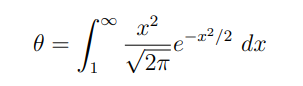 θ = ∫₁^∞ x²/√(2π) e^(−x²/2) dx